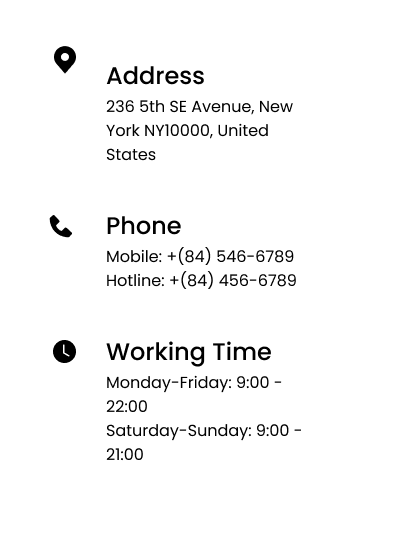 Address
236 5th SE Avenue, New
York NY10000, United
States
Phone
Mobile: +(84) 546-6789
Hotline: +(84) 456-6789
Working Time
Monday-Friday: 9:00 -
22:00
Saturday-Sunday: 9:00 -
21:00